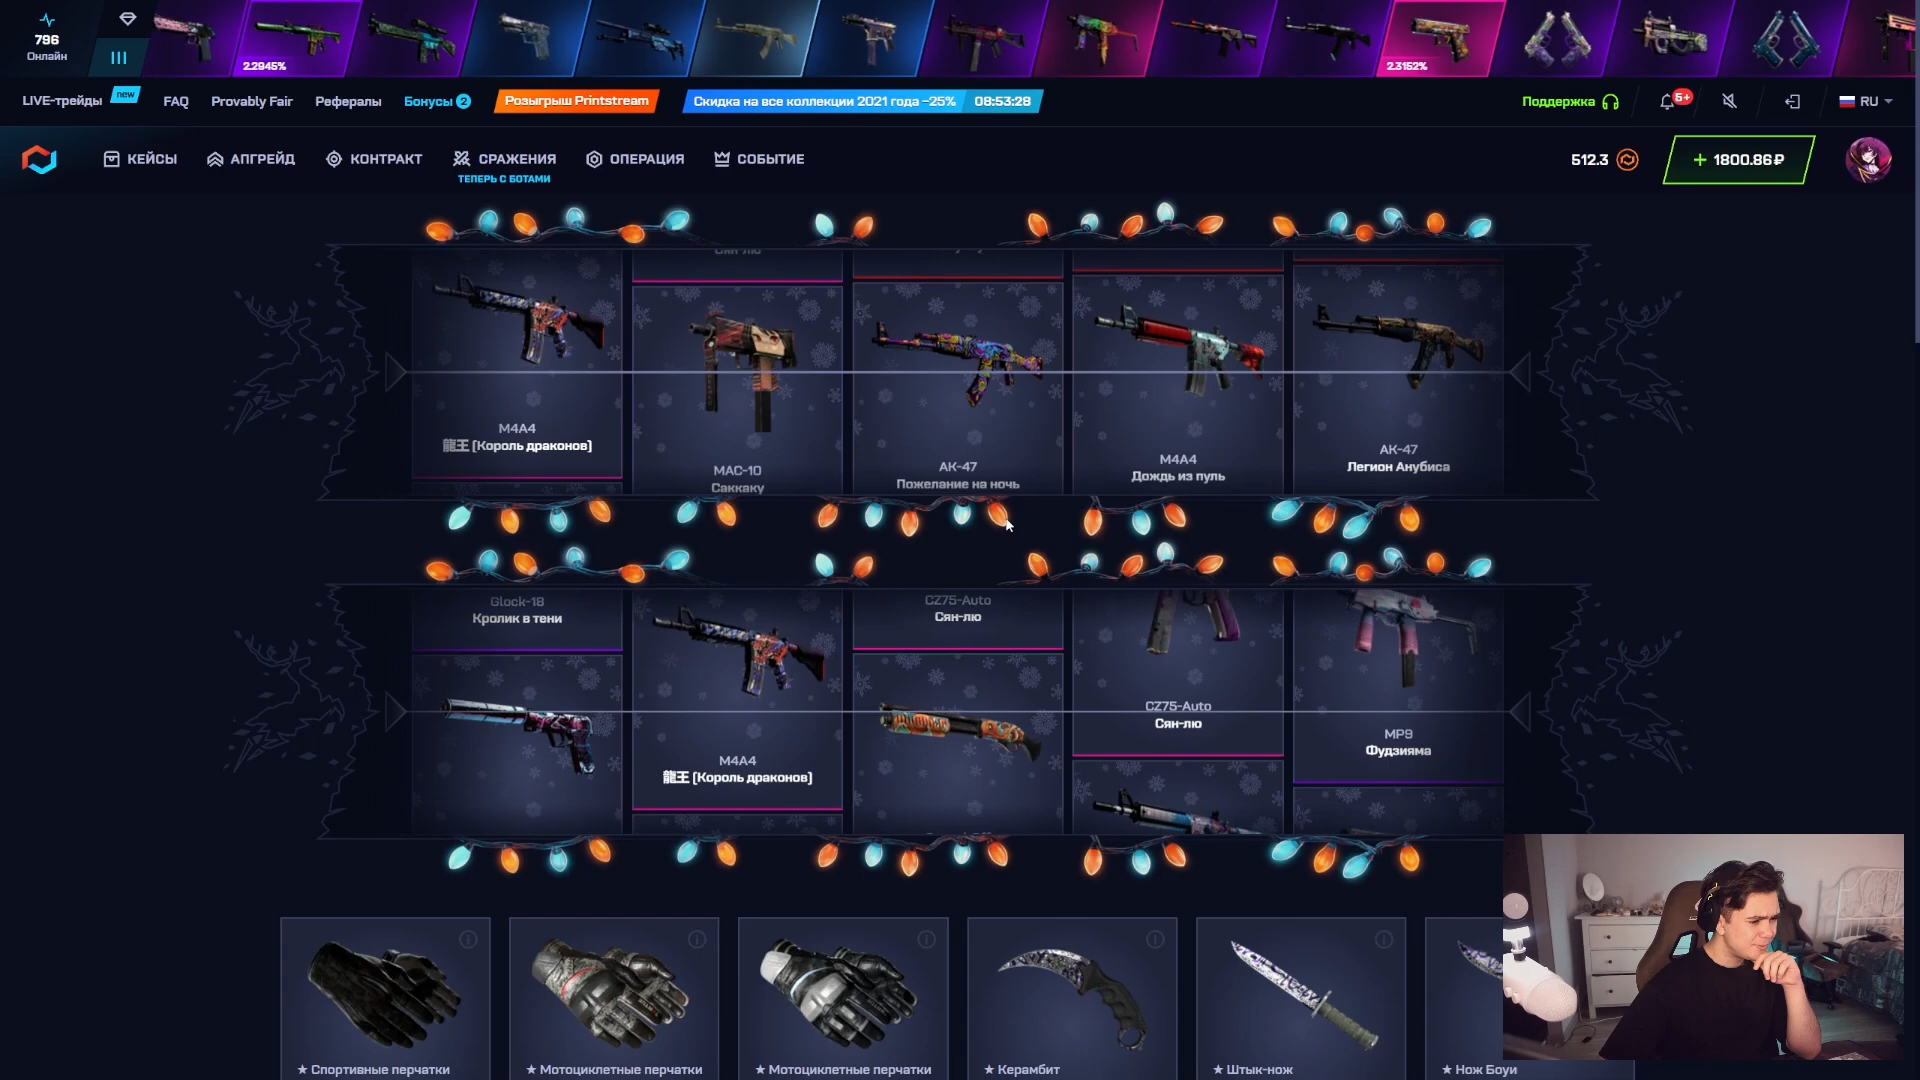 796
Онлайн
2.2945%
2.3152%
LIVE-трейды
new
FAQ
Provably Fair
Рефералы
Бонусы 2
Розыгрыш Printstream
Скидка на все коллекции 2021 года -25%
08:53:28
Поддержка
5+
RU
КЕЙСЫ
АПГРЕЙД
КОНТРАКТ
СРАЖЕНИЯ
ТЕПЕРЬ С БОТАМИ
ОПЕРАЦИЯ
СОБЫТИЕ
512.3
+ 1800.86₽
Сян-лю
M4A4
龍王 (Король драконов)
MAC-10
Саккаку
АК-47
Пожелание на ночь
M4A4
Дождь из пуль
АК-47
Легион Анубиса
Glock-18
Кролик в тени
M4A4
龍王 (Король драконов)
CZ75-Auto
Сян-лю
CZ75-Auto
Сян-лю
MP9
Фудзияма
★ Спортивные перчатки
★ Мотоциклетные перчатки
★ Мотоциклетные перчатки
★ Керамбит
★ Штык-нож
★ Нож Боуи